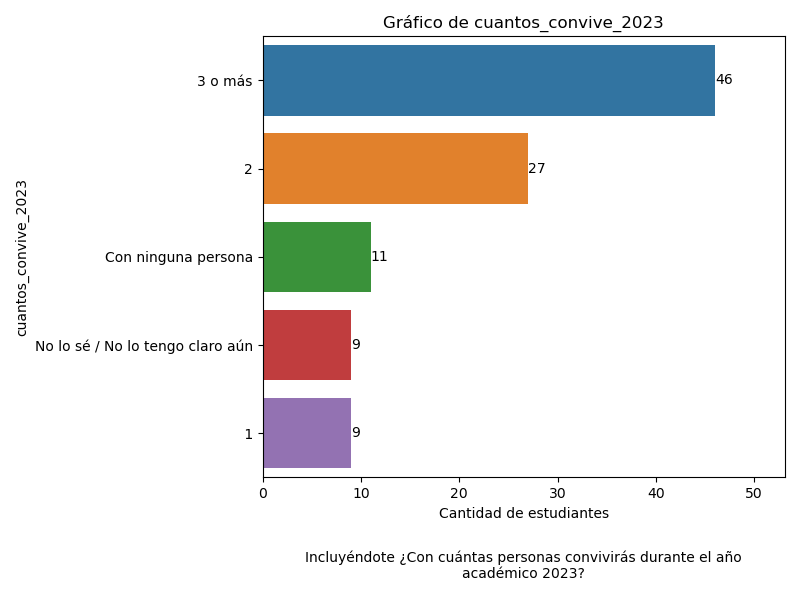 Gráfico de cuantos_convive_2023
cuantos_convive_2023
3 o más
46
2
27
Con ninguna persona
11
No lo sé / No lo tengo claro aún
9
1
9
0 10 20 30 40 50
Cantidad de estudiantes
Incluyéndote ¿Con cuántas personas convivirás durante el año
académico 2023?